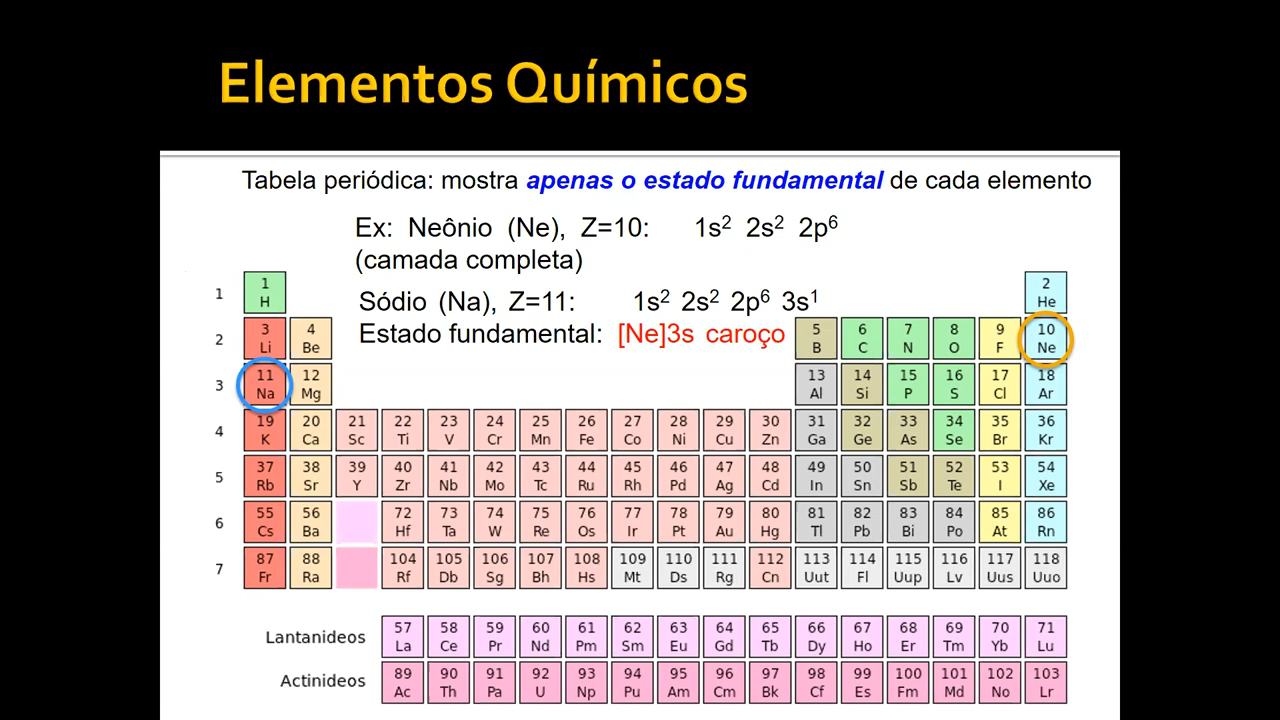 Elementos Químicos
Tabela periódica: mostra apenas o estado fundamental de cada elemento
Ex: Neônio (Ne), Z=10: 1s² 2s² 2p⁶
(camada completa)
Sódio (Na), Z=11: 1s² 2s² 2p⁶ 3s¹
Estado fundamental: [Ne]3s caroço
1 2
1 H He
3 4 5 6 7 8 9 10
2 Li Be B C N O F Ne
11 12 13 14 15 16 17 18
3 Na Mg Al Si P S Cl Ar
19 20 21 22 23 24 25 26 27 28 29 30 31 32 33 34 35 36
4 K Ca Sc Ti V Cr Mn Fe Co Ni Cu Zn Ga Ge As Se Br Kr
37 38 39 40 41 42 43 44 45 46 47 48 49 50 51 52 53 54
5 Rb Sr Y Zr Nb Mo Tc Ru Rh Pd Ag Cd In Sn Sb Te I Xe
55 56 72 73 74 75 76 77 78 79 80 81 82 83 84 85 86
6 Cs Ba Hf Ta W Re Os Ir Pt Au Hg Tl Pb Bi Po At Rn
87 88 104 105 106 107 108 109 110 111 112 113 114 115 116 117 118
7 Fr Ra Rf Db Sg Bh Hs Mt Ds Rg Cn Uut Fl Uup Lv Uus Uuo
57 58 59 60 61 62 63 64 65 66 67 68 69 70 71
Lantanideos La Ce Pr Nd Pm Sm Eu Gd Tb Dy Ho Er Tm Yb Lu
89 90 91 92 93 94 95 96 97 98 99 100 101 102 103
Actinideos Ac Th Pa U Np Pu Am Cm Bk Cf Es Fm Md No Lr